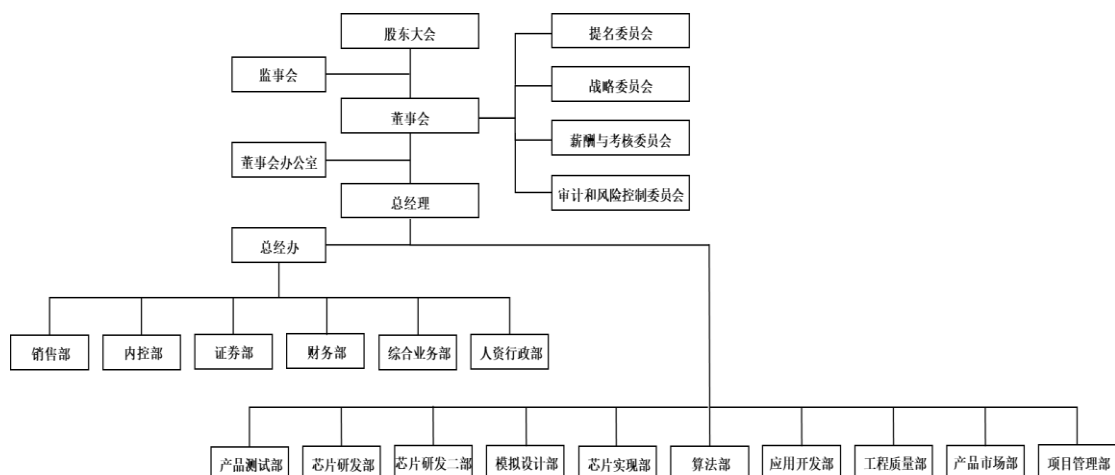 股东大会
提名委员会
监事会
战略委员会
董事会
薪酬与考核委员会
董事会办公室
审计和风险控制委员会
总经理
总经办
销售部
内控部
证券部
财务部
综合业务部
人资行政部
产品测试部
芯片研发部
芯片研发二部
模拟设计部
芯片实现部
算法部
应用开发部
工程质量部
产品市场部
项目管理部